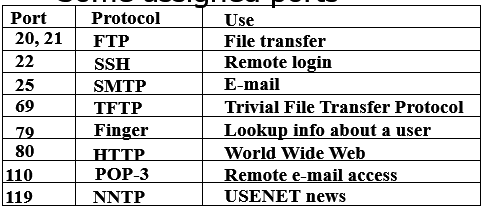 Some assigned ports
Port Protocol Use
20, 21 FTP File transfer
22 SSH Remote login
25 SMTP E-mail
69 TFTP Trivial File Transfer Protocol
79 Finger Lookup info about a user
80 HTTP World Wide Web
110 POP-3 Remote e-mail access
119 NNTP USENET news